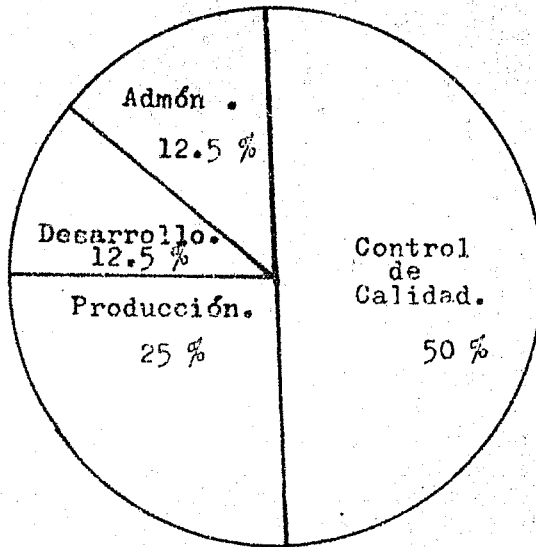 Admón .
12.5 %
Desarrollo.
12.5 %
Producción.
25 %
Control
de
Calidad.
50 %